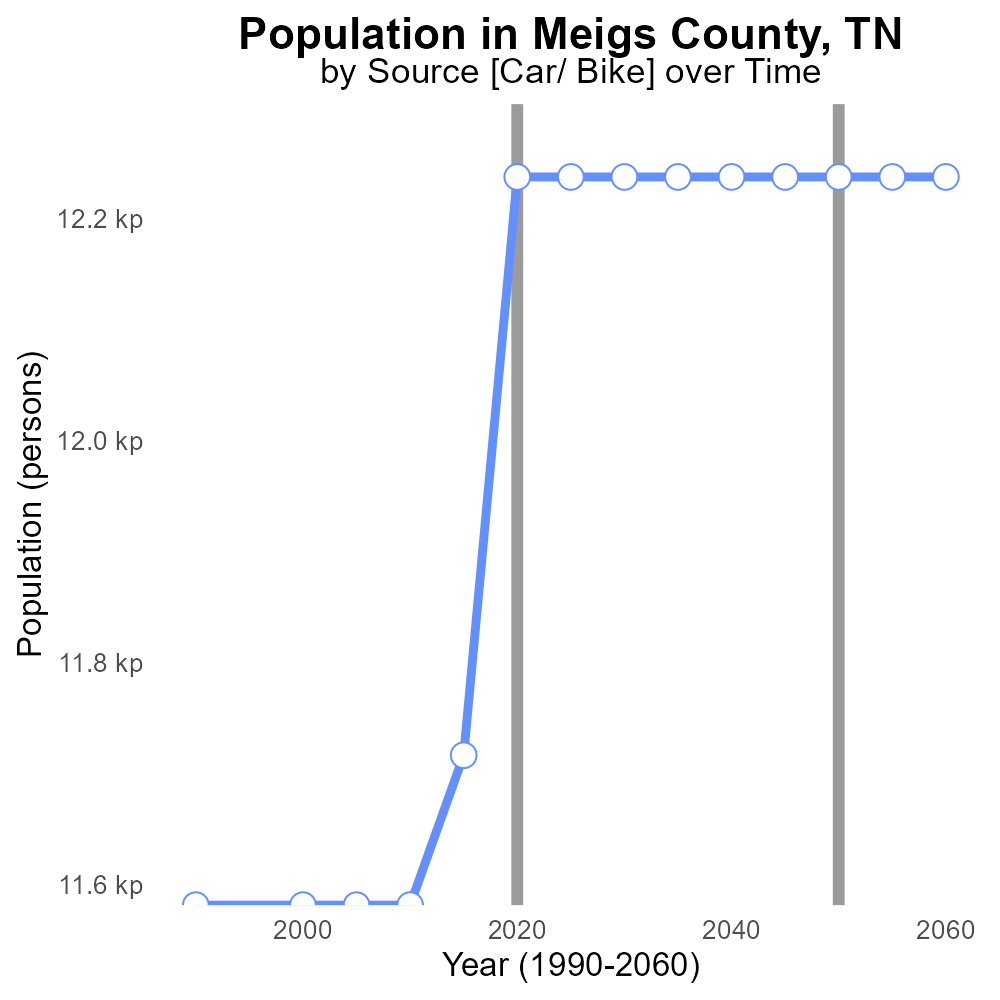 Population in Meigs County, TN
by Source [Car/ Bike] over Time
Population (persons)
12.2 kp
12.0 kp
11.8 kp
11.6 kp
2000 2020 2040 2060
Year (1990-2060)